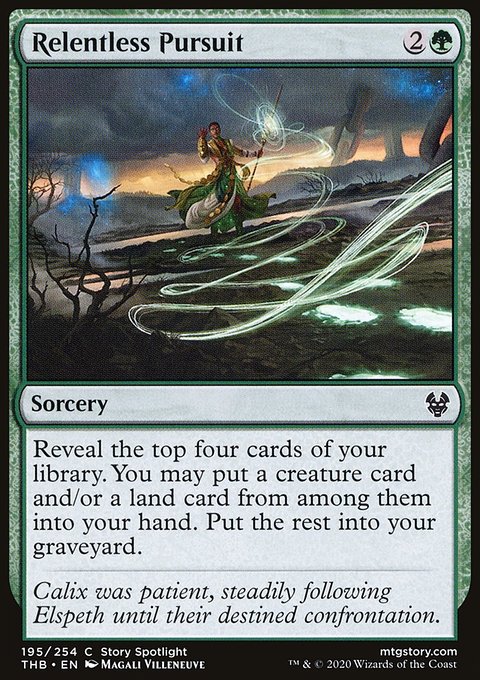 Relentless Pursuit 2
Sorcery
Reveal the top four cards of your
library. You may put a creature card
and/or a land card from among them
into your hand. Put the rest into your
graveyard.
Calix was patient, steadily following
Elspeth until their destined confrontation.
195/254 C Story Spotlight
mtgstory.com
THB • EN Magali Villeneuve
™ & © 2020 Wizards of the Coast